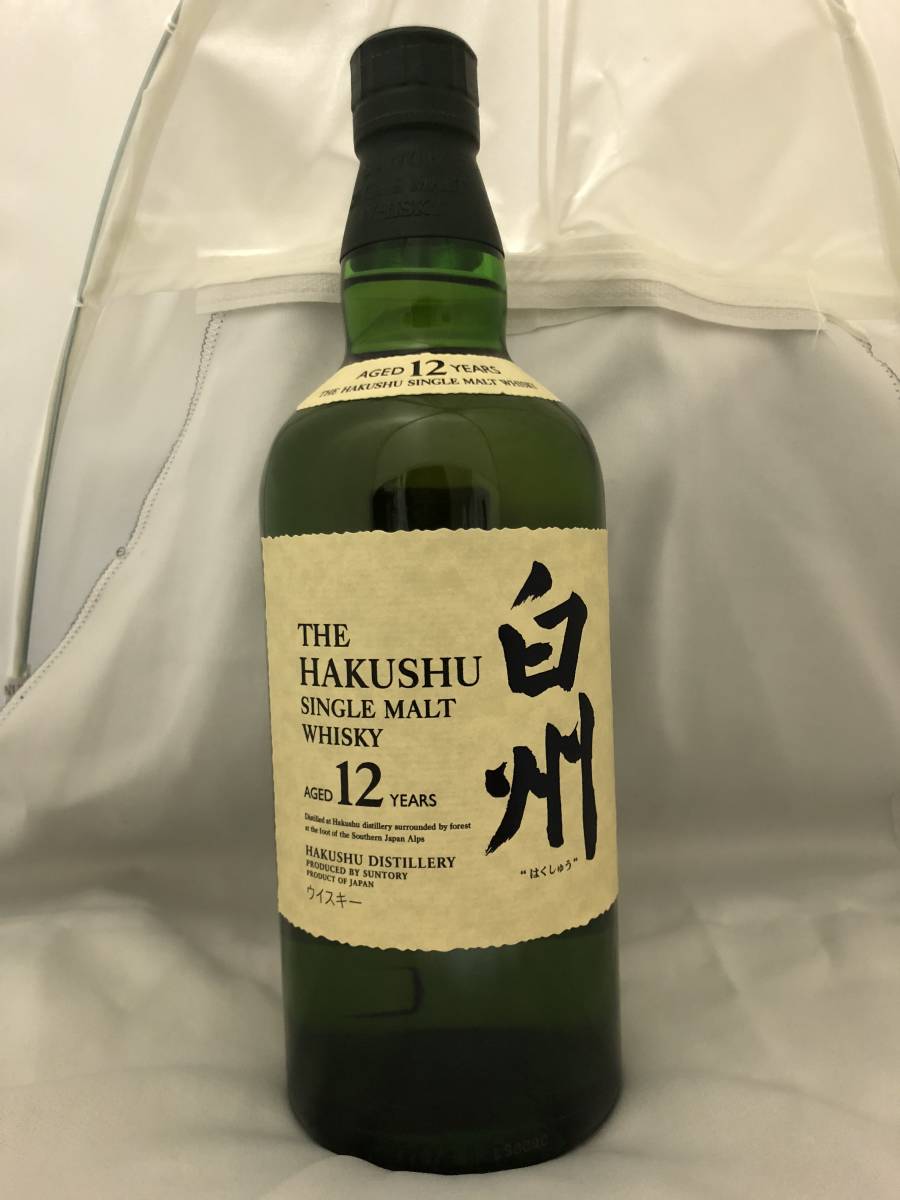 WHISKY
AGED 12 YEARS
THE HAKUSHU SINGLE MALT WHISKY
THE
HAKUSHU
SINGLE MALT
WHISKY
AGED 12 YEARS
Distilled at Hakushu distillery surrounded by forest
at the foot of the Southern Japan Alps
HAKUSHU DISTILLERY
PRODUCED BY SUNTORY
PRODUCT OF JAPAN
ウイスキー
白州
“はくしゅう”